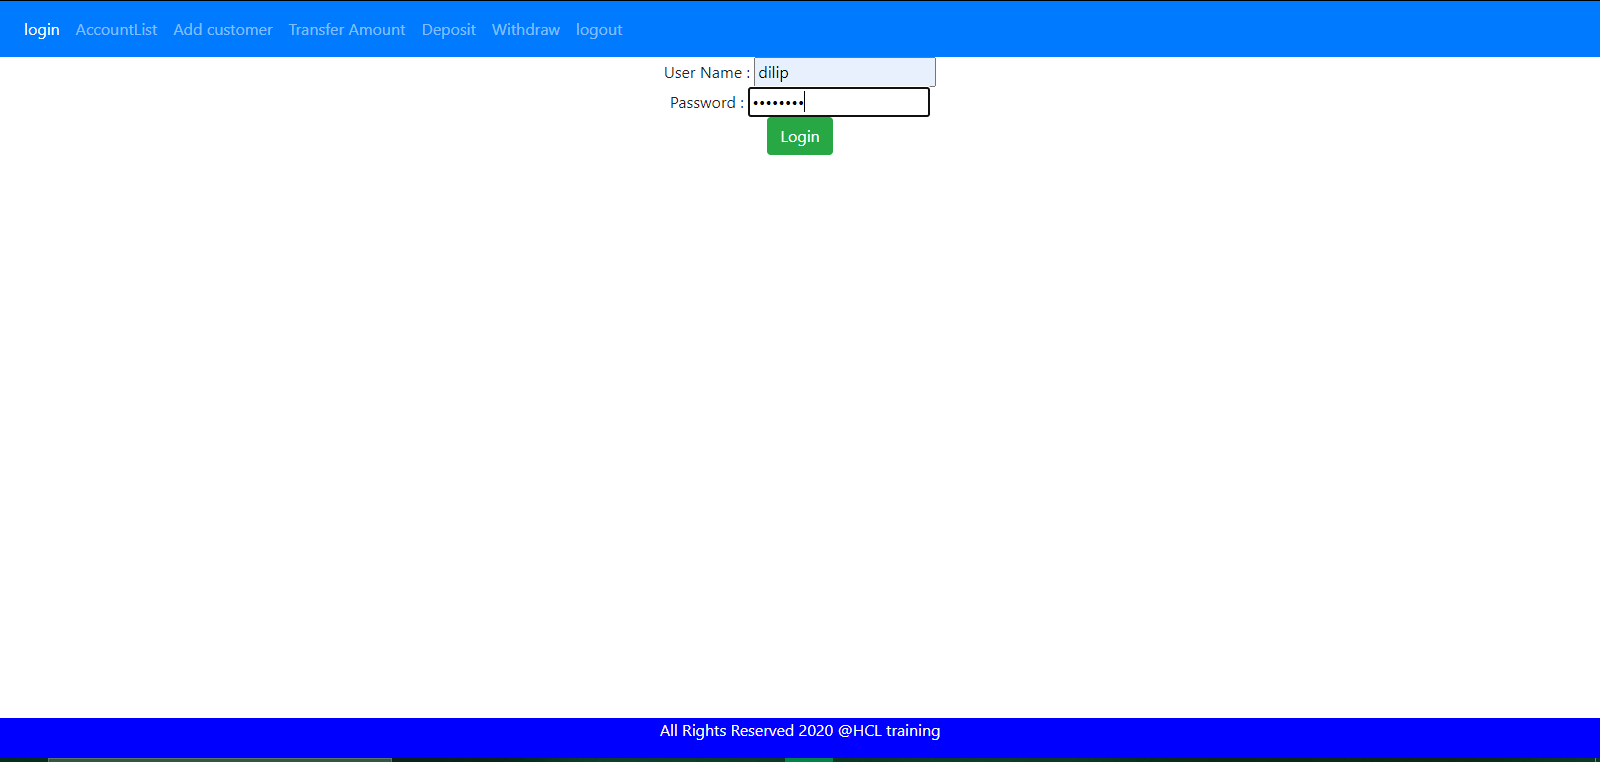 login AccountList Add customer Transfer Amount Deposit Withdraw logout
User Name : dilip
Password : ••••••••
Login
All Rights Reserved 2020 @HCL training